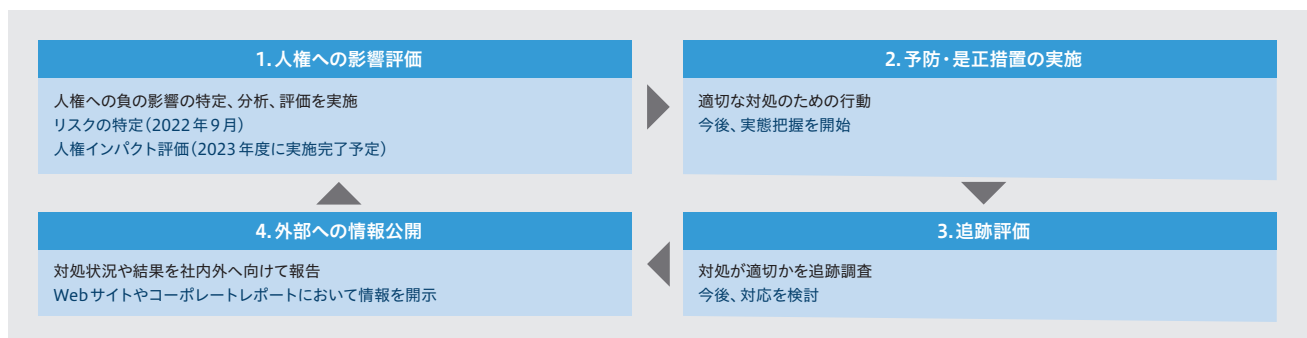 1.人権への影響評価
人権への負の影響の特定、分析、評価を実施
リスクの特定（2022年9月）
人権インパクト評価（2023年度に実施完了予定）
2.予防・是正措置の実施
適切な対処のための行動
今後、実態把握を開始
3.追跡評価
対処が適切かを追跡調査
今後、対応を検討
4.外部への情報公開
対処状況や結果を社内外へ向けて報告
Webサイトやコーポレートレポートにおいて情報を開示